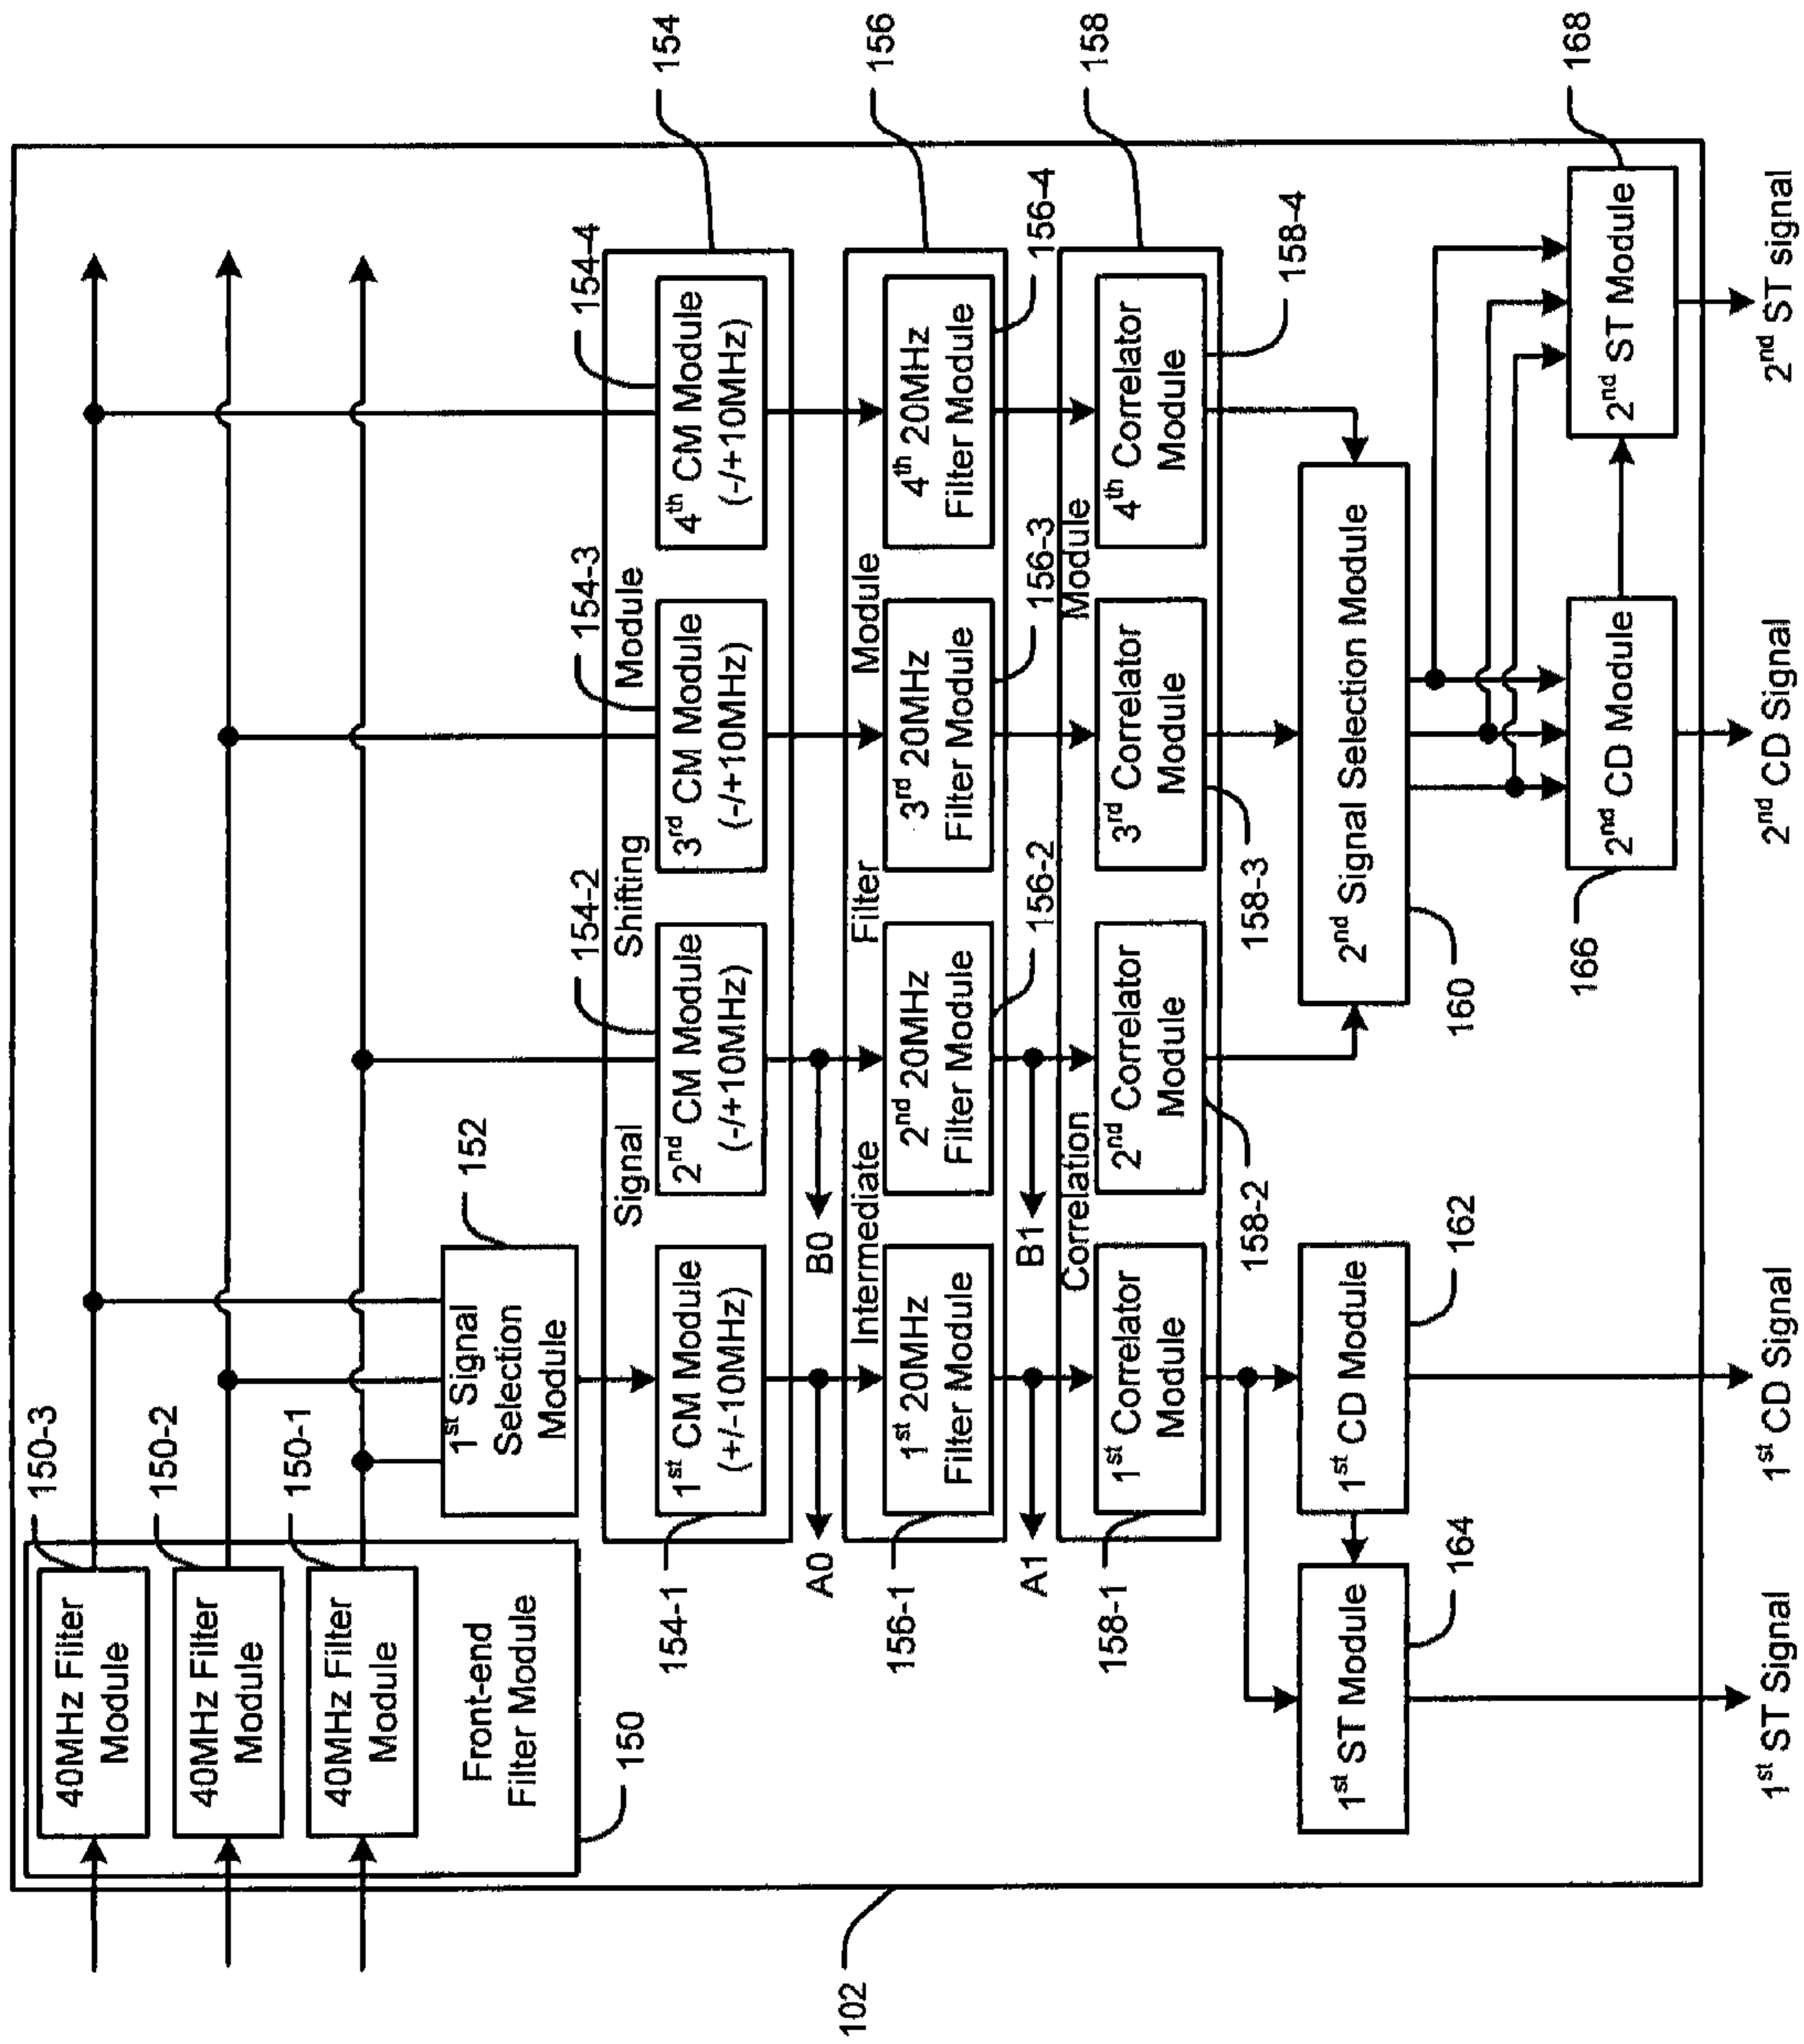 102
40MHz Filter
Module
150-3
40MHz Filter
Module
150-2
40MHz Filter
Module
150-1
Front-end
Filter Module
150
1st Signal
Selection
Module
152
Signal Shifting Module
154
1st CM Module
(+/-10MHz)
154-1
2nd CM Module
(-/+10MHz)
154-2
3rd CM Module
(-/+10MHz)
154-3
4th CM Module
(-/+10MHz)
154-4
A0
B0
Intermediate Filter Module
156
1st 20MHz
Filter Module
156-1
2nd 20MHz
Filter Module
156-2
3rd 20MHz
Filter Module
156-3
4th 20MHz
Filter Module
156-4
A1
B1
Correlation Module
158
1st Correlator
Module
158-1
2nd Correlator
Module
158-2
3rd Correlator
Module
158-3
4th Correlator
Module
158-4
2nd Signal Selection Module
160
1st CD Module
162
1st ST Module
164
2nd CD Module
166
2nd ST Module
168
1st ST Signal
1st CD Signal
2nd CD Signal
2nd ST signal